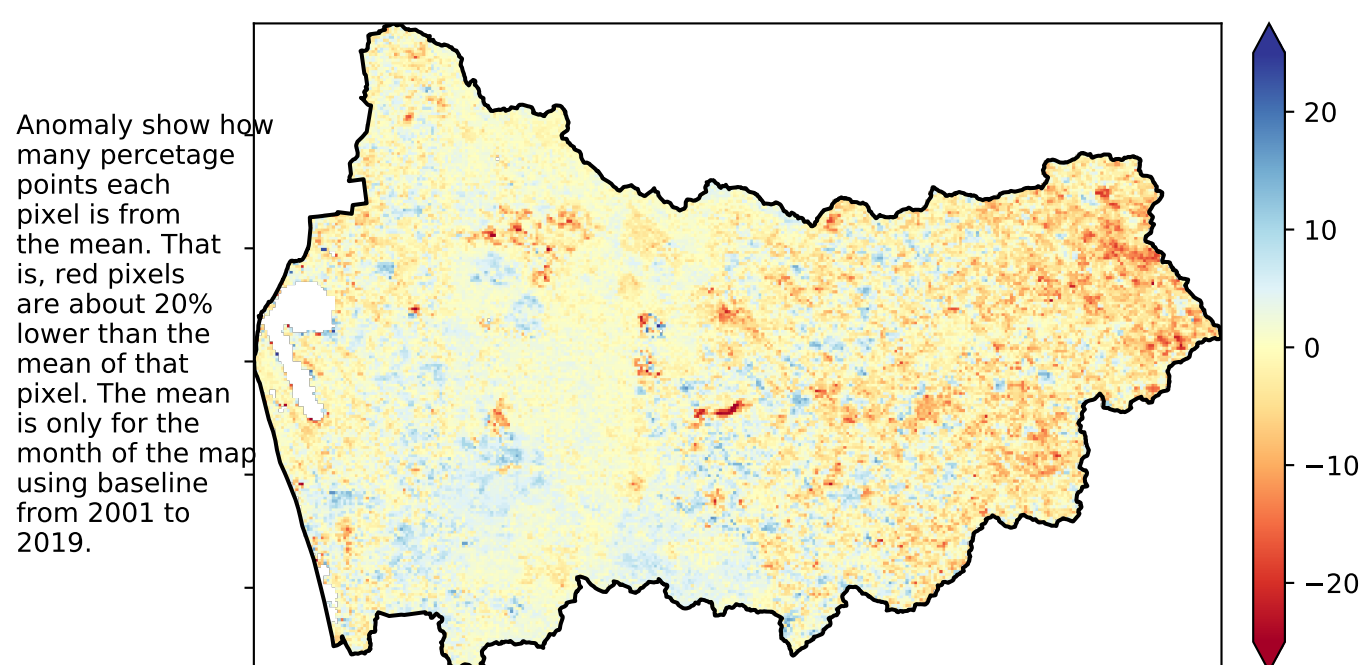 Anomaly show how
many percetage
points each
pixel is from
the mean. That
is, red pixels
are about 20%
lower than the
mean of that
pixel. The mean
is only for the
month of the map
using baseline
from 2001 to
2019.
20
10
0
−10
−20